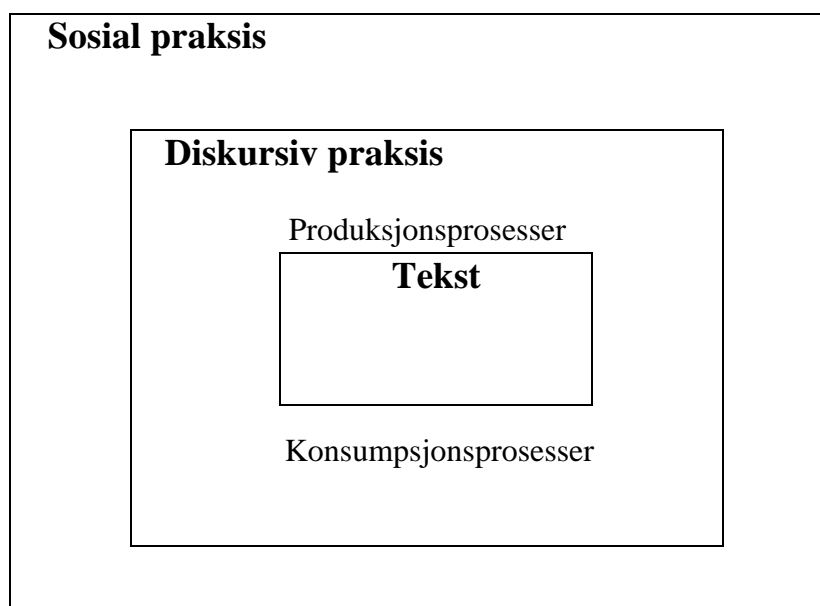 Sosial praksis
Diskursiv praksis
Produksjonsprosesser
Tekst
Konsumpsjonsprosesser